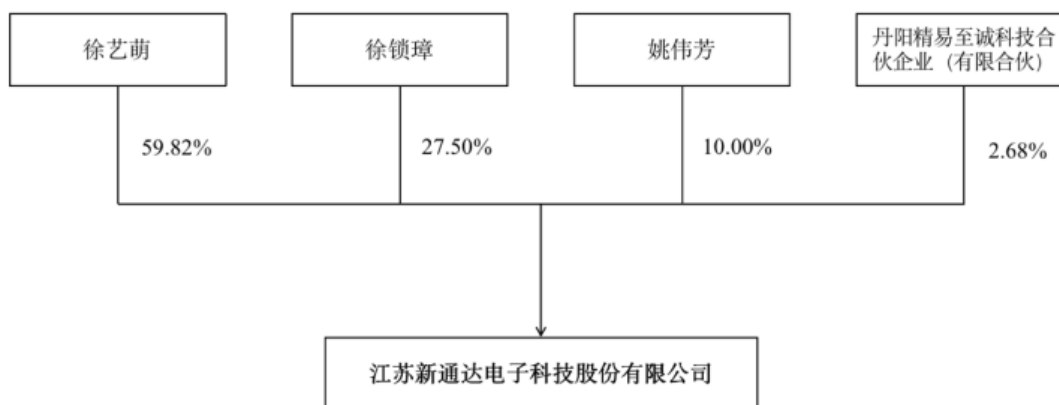 徐艺萌
徐锁璋
姚伟芳
丹阳精易至诚科技合
伙企业（有限合伙）
59.82%
27.50%
10.00%
2.68%
江苏新通达电子科技股份有限公司